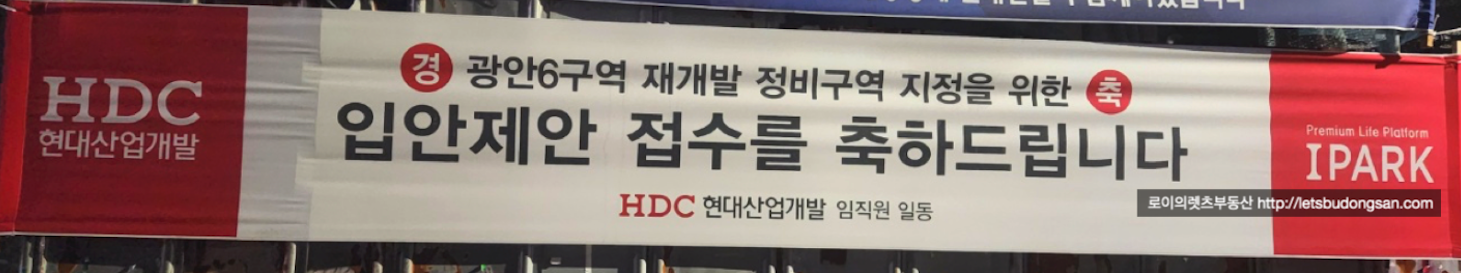 HDC
현대산업개발
경 광안6구역 재개발 정비구역 지정을 위한 축
입안제안 접수를 축하드립니다
HDC 현대산업개발 임직원 일동
Premium Life Platform
IPARK
로이의렛츠부동산 http://letsbudongsan.com